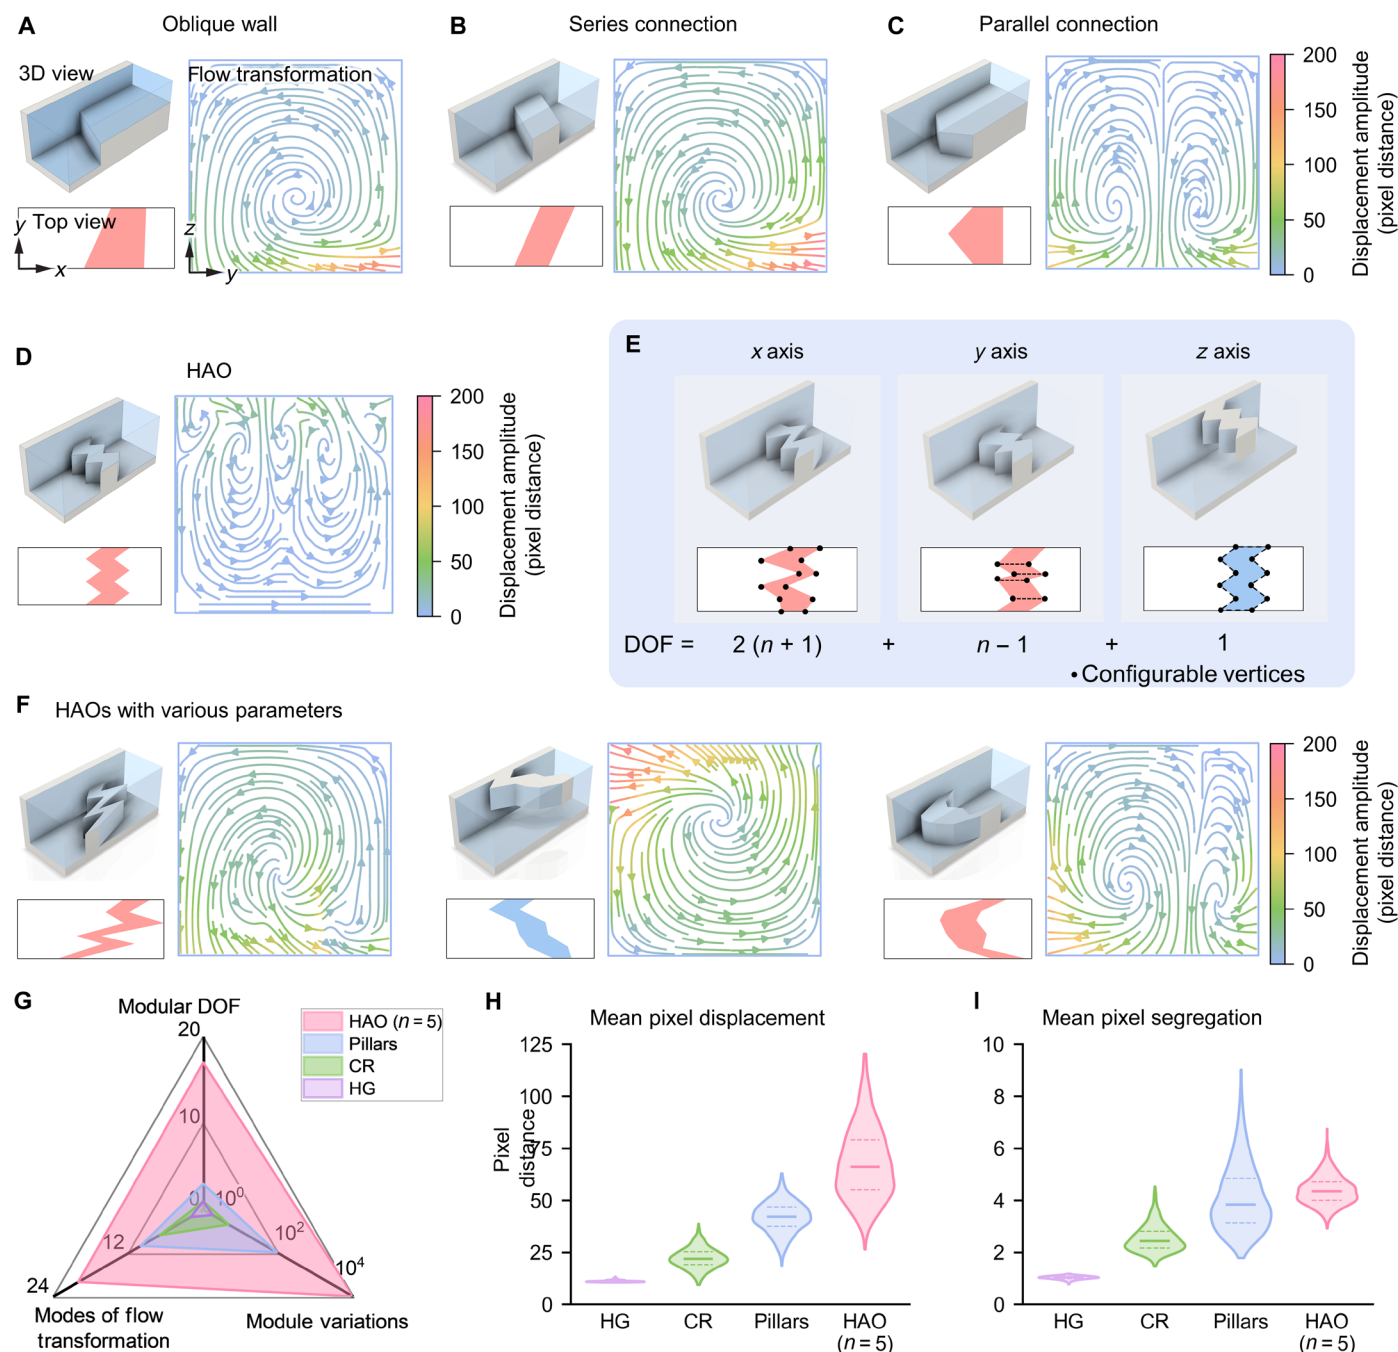 A
Oblique wall
3D view
Flow transformation
Top view
y
x
z
y
B
Series connection
C
Parallel connection
200
150
100
50
0
Displacement amplitude
(pixel distance)
D
HAO
200
150
100
50
0
Displacement amplitude
(pixel distance)
E
x axis
y axis
z axis
DOF = 2 (n + 1) + n – 1 + 1
• Configurable vertices
F
HAOs with various parameters
200
150
100
50
0
Displacement amplitude
(pixel distance)
G
Modular DOF
20
10
0
10⁰
10²
10⁴
12
24
Modes of flow
transformation
Module variations
HAO (n = 5)
Pillars
CR
HG
H
Mean pixel displacement
Pixel
distance
125
100
75
50
25
0
HG
CR
Pillars
HAO
(n = 5)
I
Mean pixel segregation
10
8
6
4
2
0
HG
CR
Pillars
HAO
(n = 5)